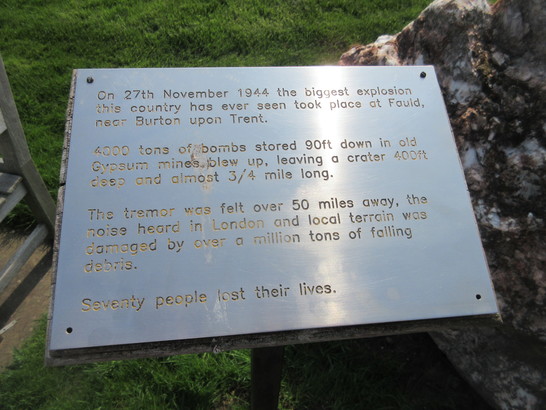 On 27th November 1944 the biggest explosion
this country has ever seen took place at Fauld,
near Burton upon Trent.
4000 tons of bombs stored 90ft down in old
Gypsum mines blew up, leaving a crater 400ft
deep and almost 3/4 mile long.
The tremor was felt over 50 miles away, the
noise heard in London and local terrain was
damaged by over a million tons of falling
debris.
Seventy people lost their lives.